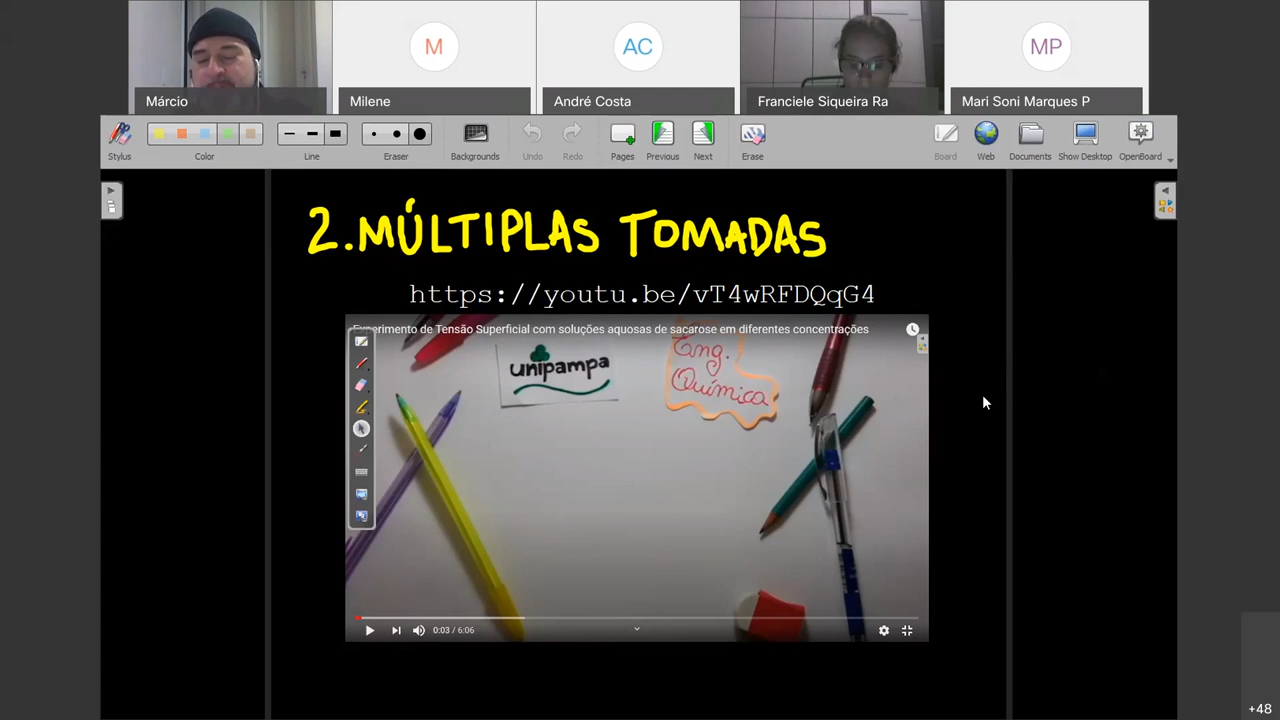 M
AC
MP
Márcio
Milene
André Costa
Franciele Siqueira Ra
Mari Soni Marques P
Stylus
Color
Line
Eraser
Backgrounds
Undo
Redo
Pages
Previous
Next
Erase
Board
Web
Documents
Show Desktop
OpenBoard
2.MÚLTIPLAS TOMADAS
https://youtu.be/vT4wRFDQqG4
Experimento de Tensão Superficial com soluções aquosas de sacarose em diferentes concentrações
unipampa
Eng.
Química
0:03 / 6:06
+48